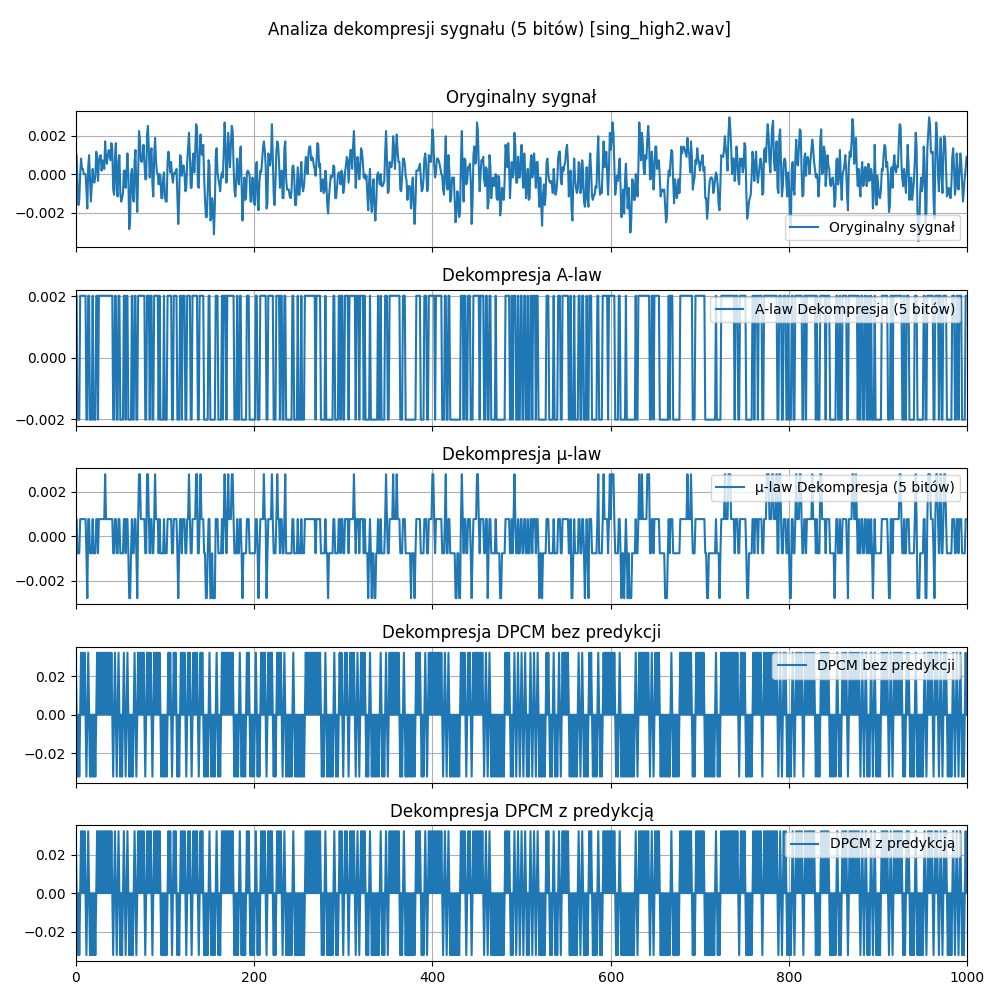 Analiza dekompresji sygnału (5 bitów) [sing_high2.wav]
Oryginalny sygnał
0.002
0.000
−0.002
Oryginalny sygnał
Dekompresja A-law
0.002
0.000
−0.002
A-law Dekompresja (5 bitów)
Dekompresja μ-law
0.002
0.000
−0.002
μ-law Dekompresja (5 bitów)
Dekompresja DPCM bez predykcji
0.02
0.00
−0.02
DPCM bez predykcji
Dekompresja DPCM z predykcją
0.02
0.00
−0.02
DPCM z predykcją
0 200 400 600 800 1000